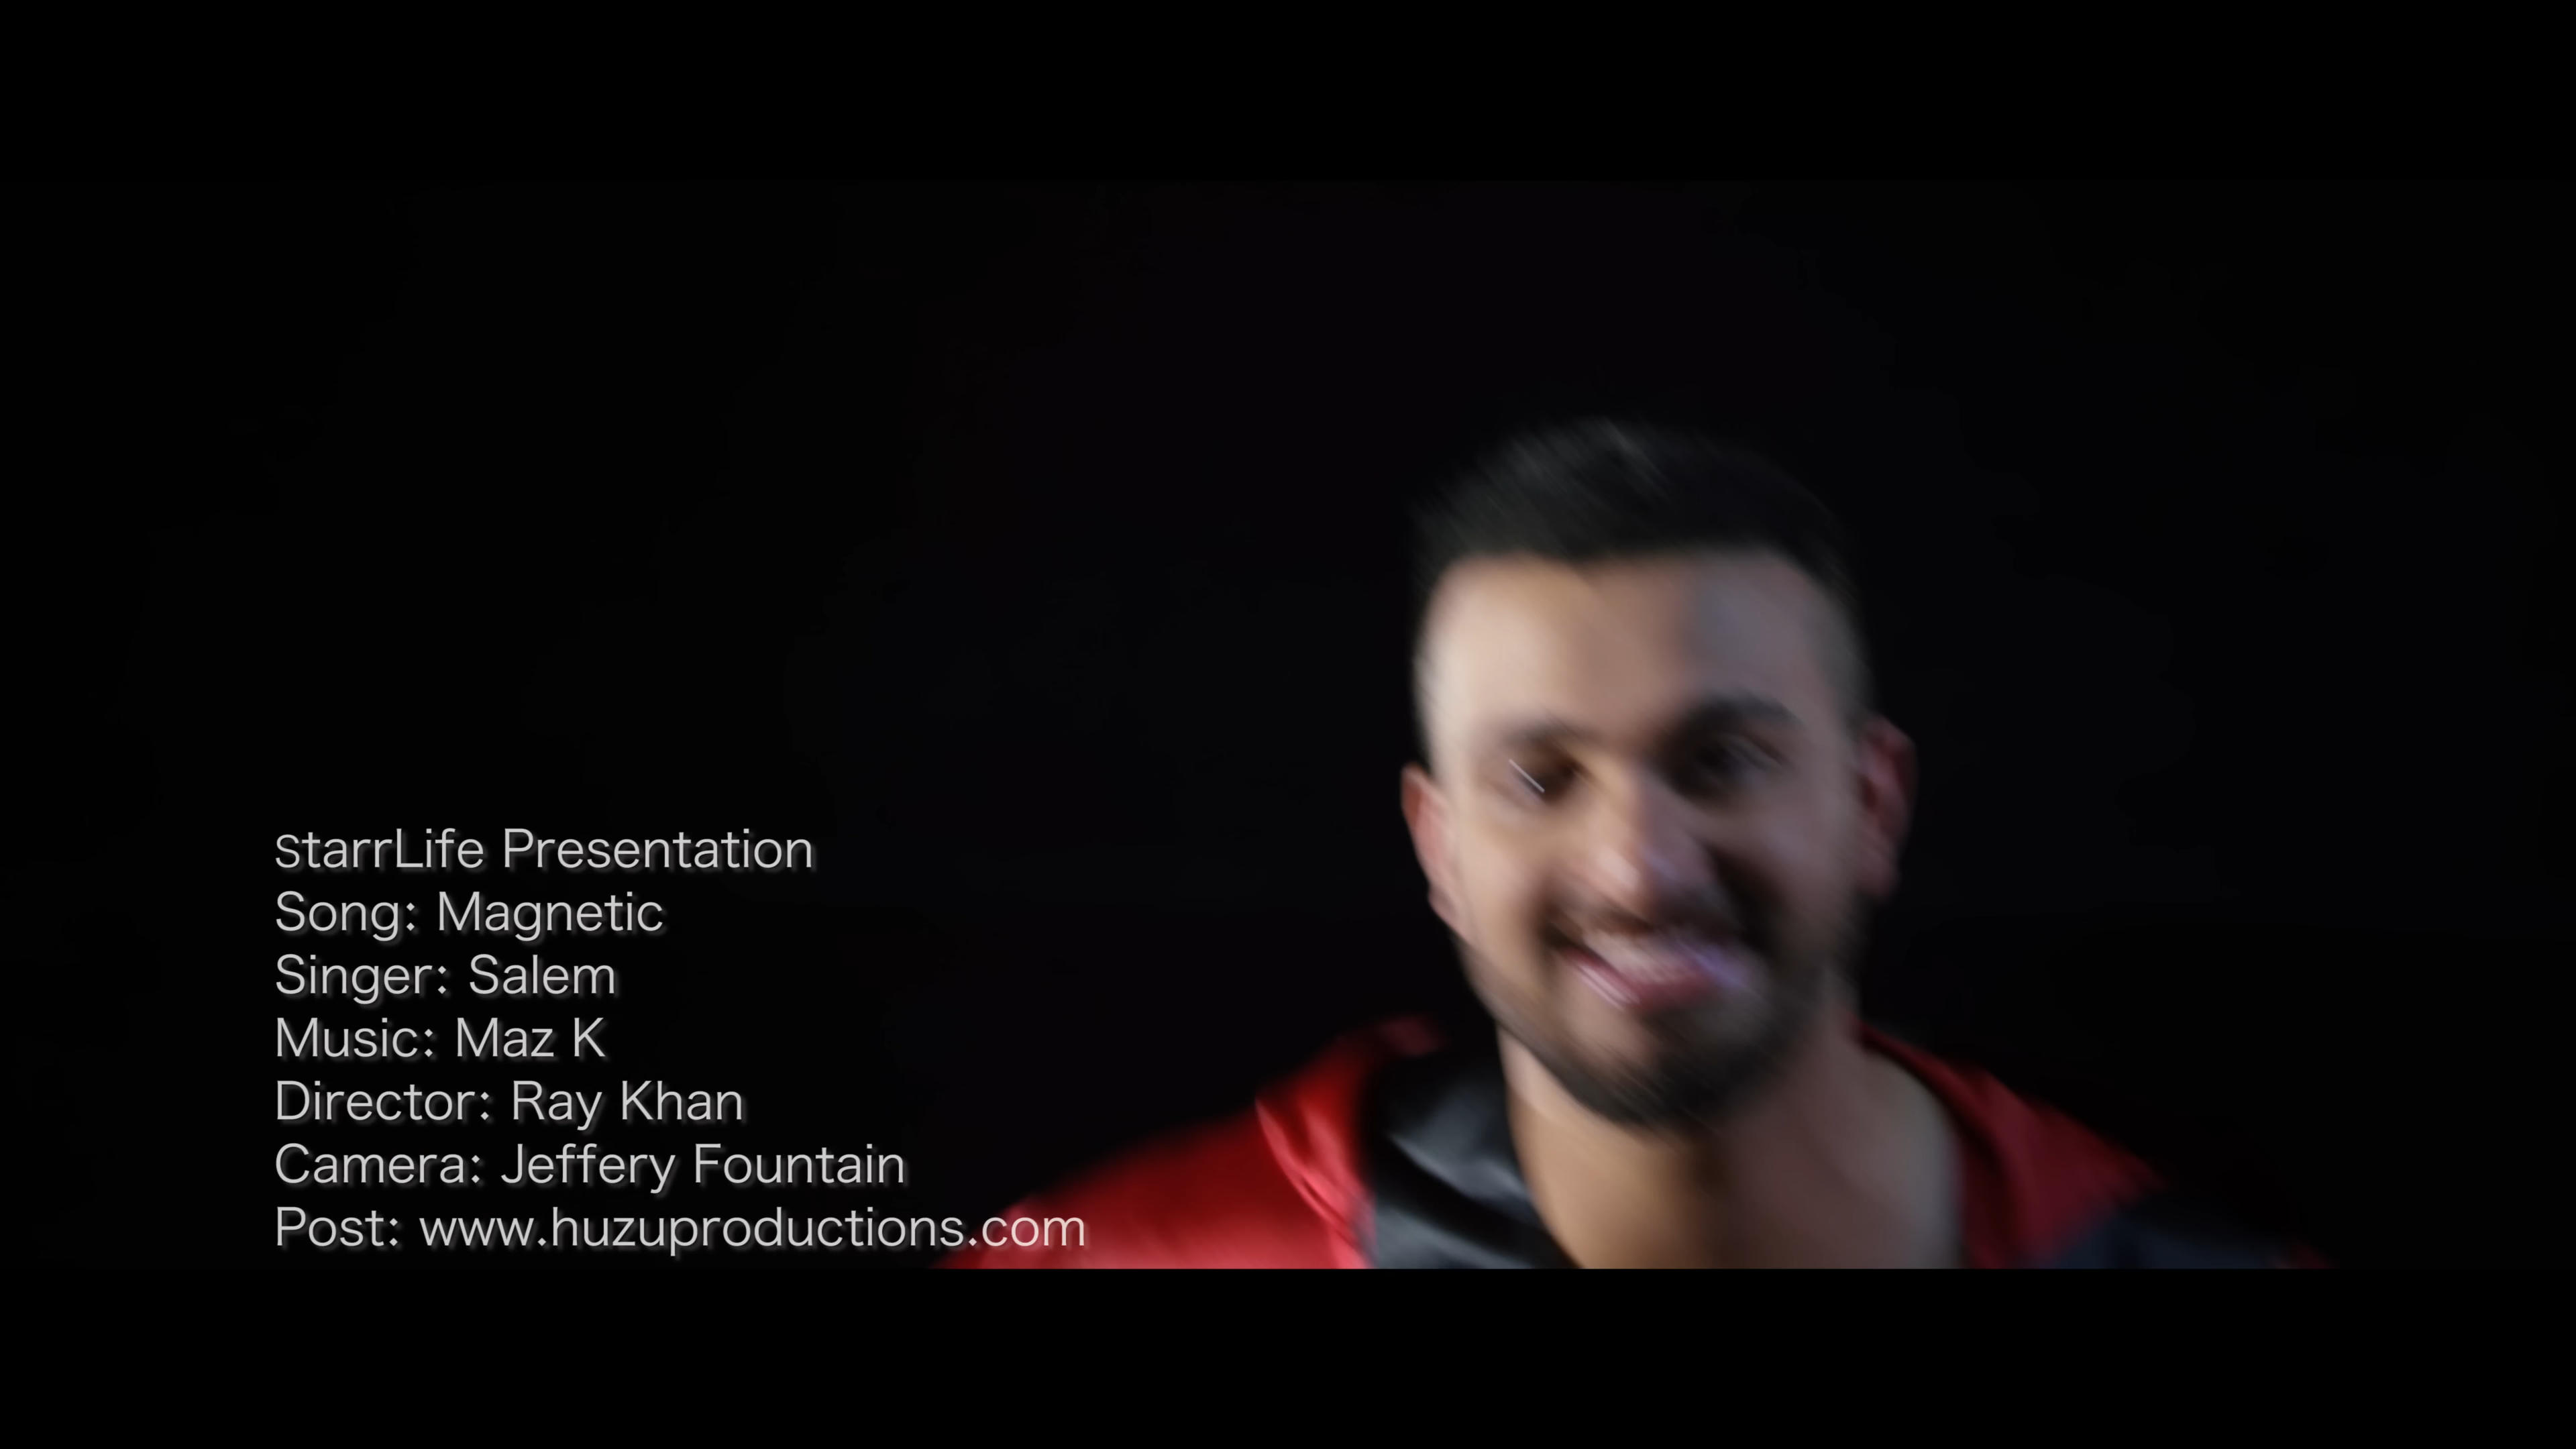 StarrLife Presentation
Song: Magnetic
Singer: Salem
Music: Maz K
Director: Ray Khan
Camera: Jeffery Fountain
Post: www.huzuproductions.com